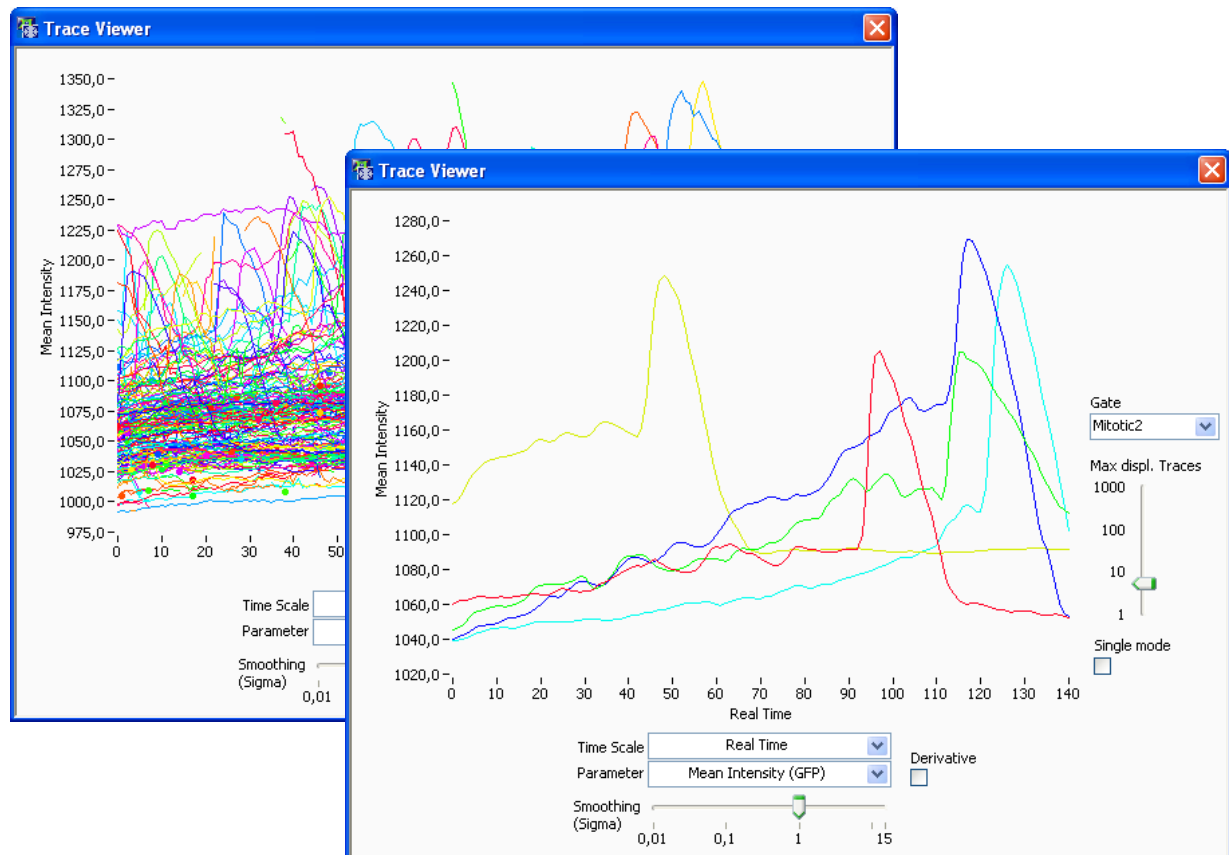 Trace Viewer
1350,0
1325,0
1300,0
1275,0
1250,0
1225,0
1200,0
1175,0
1150,0
1125,0
1100,0
1075,0
1050,0
1025,0
1000,0
975,0
Mean Intensity
0 10 20 30 40 50
Time Scale
Parameter
Smoothing
(Sigma)
0,01
Trace Viewer
1280,0
1260,0
1240,0
1220,0
1200,0
1180,0
1160,0
1140,0
1120,0
1100,0
1080,0
1060,0
1040,0
1020,0
Mean Intensity
0 10 20 30 40 50 60 70 80 90 100 110 120 130 140
Real Time
Gate
Mitotic2
Max displ. Traces
1000
100
10
1
Single mode
Time Scale Real Time
Parameter Mean Intensity (GFP)
Derivative
Smoothing
(Sigma)
0,01 0,1 1 15